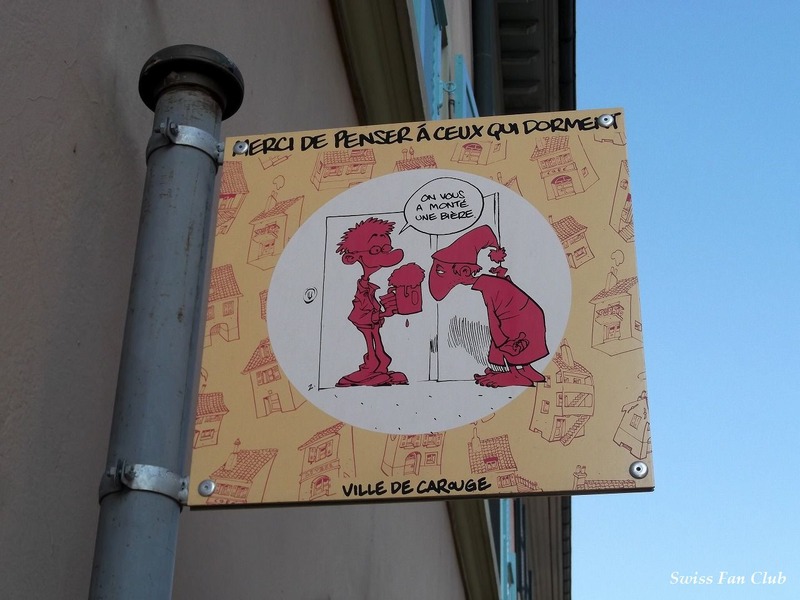 MERCI DE PENSER Á CEUX QUI DORMENT
ON VOUS
A MONTÉ
UNE BIÈRE
VILLE DE CAROUGE
Swiss Fan Club